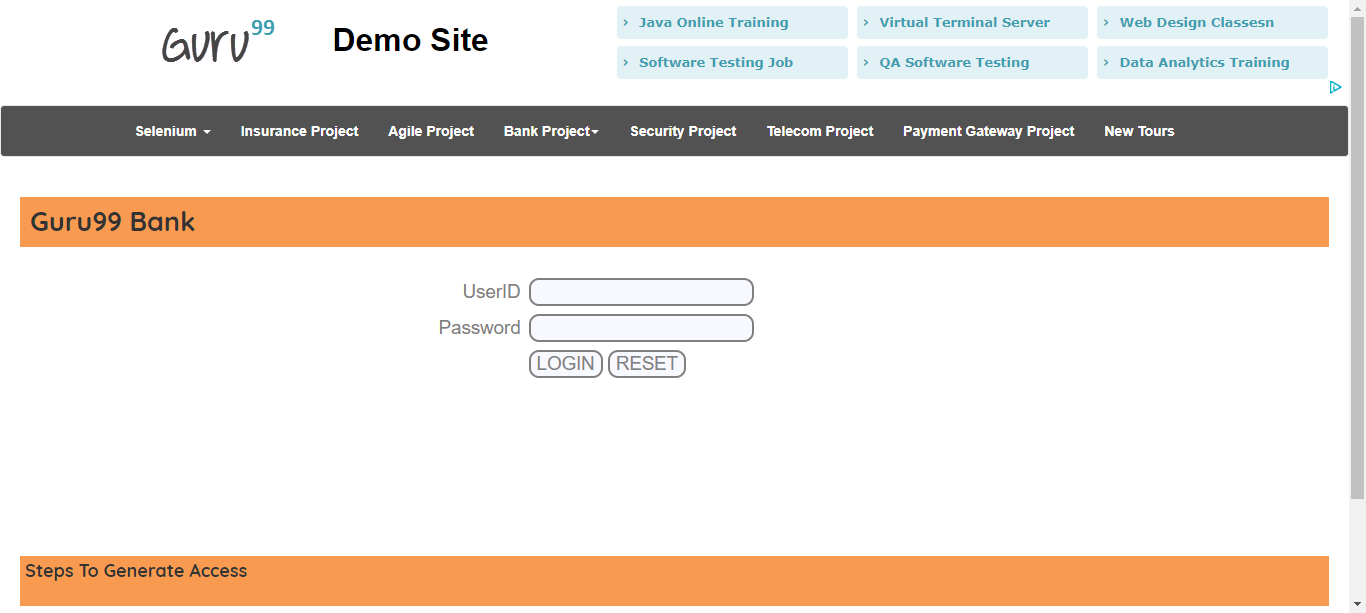 Guru99
Demo Site
Java Online Training
Virtual Terminal Server
Web Design Classesn
Software Testing Job
QA Software Testing
Data Analytics Training
Selenium Insurance Project Agile Project Bank Project Security Project Telecom Project Payment Gateway Project New Tours
Guru99 Bank
UserID
Password
LOGIN RESET
Steps To Generate Access